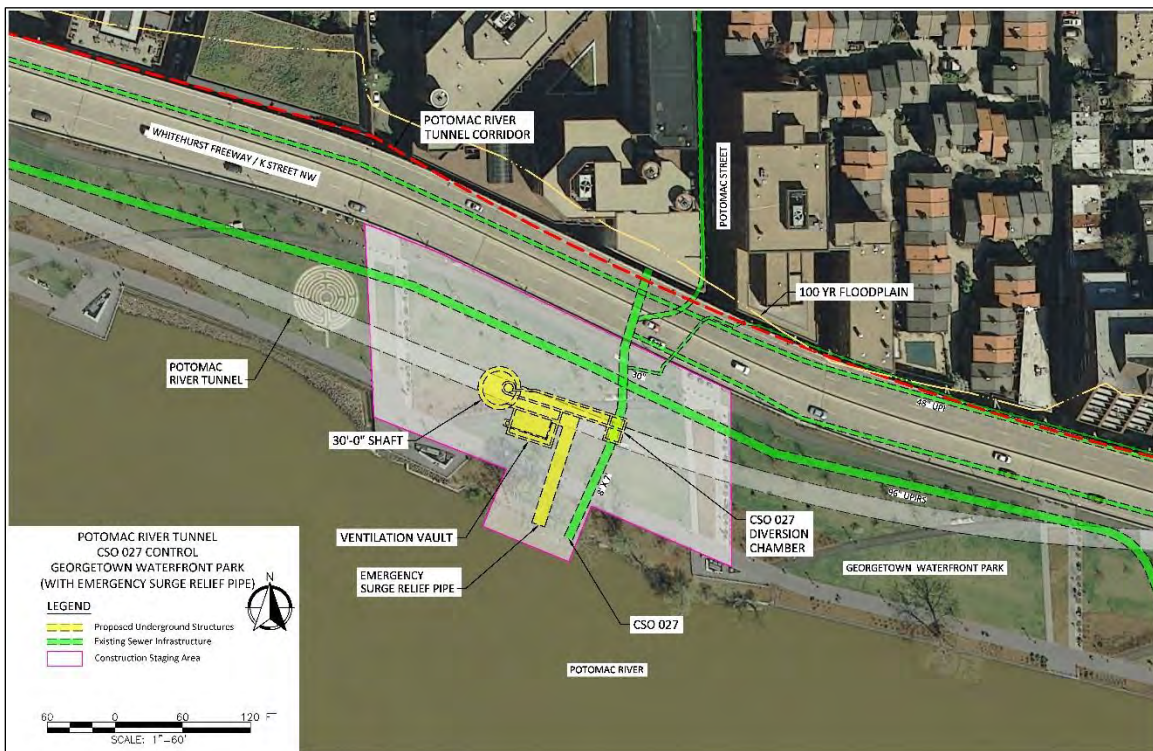 POTOMAC RIVER
TUNNEL CORRIDOR
WHITEHURST FREEWAY / K STREET NW
POTOMAC STREET
100 YR FLOODPLAIN
POTOMAC
RIVER TUNNEL
30"
48" UPI
30'-0" SHAFT
8'X7'
96" UPIRS
VENTILATION VAULT
CSO 027
DIVERSION
CHAMBER
GEORGETOWN WATERFRONT PARK
EMERGENCY
SURGE RELIEF PIPE
CSO 027
POTOMAC RIVER
POTOMAC RIVER TUNNEL
CSO 027 CONTROL
GEORGETOWN WATERFRONT PARK
(WITH EMERGENCY SURGE RELIEF PIPE)
N
LEGEND
Proposed Underground Structures
Existing Sewer Infrastructure
Construction Staging Area
60 0 60 120
SCALE: 1"=60'